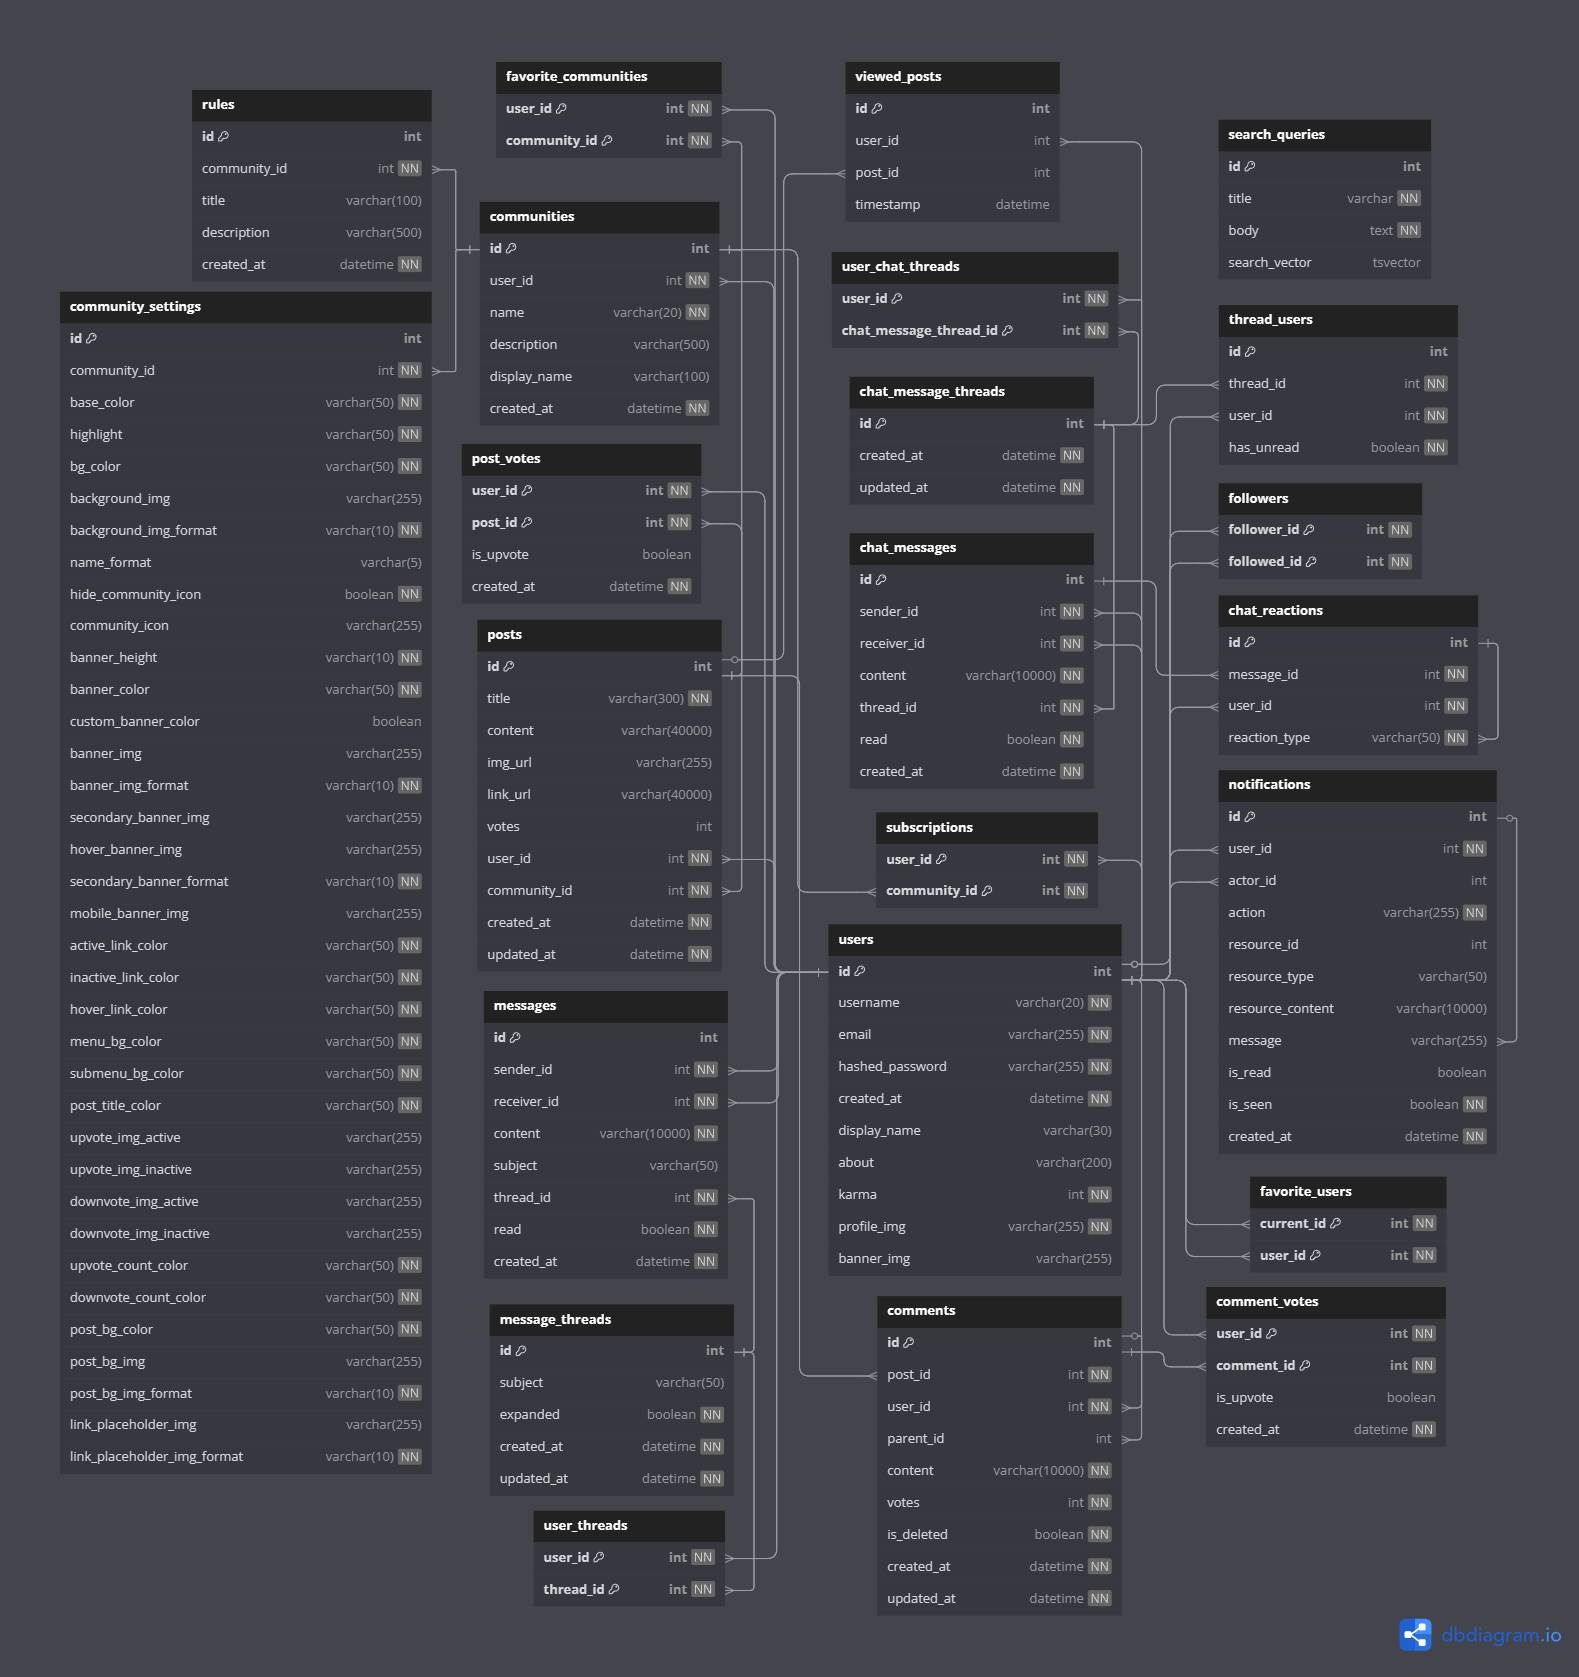 rules
id int
community_id int NN
title varchar(100)
description varchar(500)
created_at datetime NN
community_settings
id int
community_id int NN
base_color varchar(50) NN
highlight varchar(50) NN
bg_color varchar(50) NN
background_img varchar(255)
background_img_format varchar(10) NN
name_format varchar(5)
hide_community_icon boolean NN
community_icon varchar(255)
banner_height varchar(10) NN
banner_color varchar(50) NN
custom_banner_color boolean
banner_img varchar(255)
banner_img_format varchar(10) NN
secondary_banner_img varchar(255)
hover_banner_img varchar(255)
secondary_banner_format varchar(10) NN
mobile_banner_img varchar(255)
active_link_color varchar(50) NN
inactive_link_color varchar(50) NN
hover_link_color varchar(50) NN
menu_bg_color varchar(50) NN
submenu_bg_color varchar(50) NN
post_title_color varchar(50) NN
upvote_img_active varchar(255)
upvote_img_inactive varchar(255)
downvote_img_active varchar(255)
downvote_img_inactive varchar(255)
upvote_count_color varchar(50) NN
downvote_count_color varchar(50) NN
post_bg_color varchar(50) NN
post_bg_img varchar(255)
post_bg_img_format varchar(10) NN
link_placeholder_img varchar(255)
link_placeholder_img_format varchar(10) NN
favorite_communities
user_id int NN
community_id int NN
communities
id int
user_id int NN
name varchar(20) NN
description varchar(500)
display_name varchar(100)
created_at datetime NN
post_votes
user_id int NN
post_id int NN
is_upvote boolean
created_at datetime NN
posts
id int
title varchar(300) NN
content varchar(40000)
img_url varchar(255)
link_url varchar(40000)
votes int
user_id int NN
community_id int NN
created_at datetime NN
updated_at datetime NN
messages
id int
sender_id int NN
receiver_id int NN
content varchar(10000) NN
subject varchar(50)
thread_id int NN
read boolean NN
created_at datetime NN
message_threads
id int
subject varchar(50)
expanded boolean NN
created_at datetime NN
updated_at datetime NN
user_threads
user_id int NN
thread_id int NN
viewed_posts
id int
user_id int
post_id int
timestamp datetime
user_chat_threads
user_id int NN
chat_message_thread_id int NN
chat_message_threads
id int
created_at datetime NN
updated_at datetime NN
chat_messages
id int
sender_id int NN
receiver_id int NN
content varchar(10000) NN
thread_id int NN
read boolean NN
created_at datetime NN
subscriptions
user_id int NN
community_id int NN
users
id int
username varchar(20) NN
email varchar(255) NN
hashed_password varchar(255) NN
created_at datetime NN
display_name varchar(30)
about varchar(200)
karma int NN
profile_img varchar(255) NN
banner_img varchar(255)
comments
id int
post_id int NN
user_id int NN
parent_id int
content varchar(10000) NN
votes int NN
is_deleted boolean NN
created_at datetime NN
updated_at datetime NN
search_queries
id int
title varchar NN
body text NN
search_vector tsvector
thread_users
id int
thread_id int NN
user_id int NN
has_unread boolean NN
followers
follower_id int NN
followed_id int NN
chat_reactions
id int
message_id int NN
user_id int NN
reaction_type varchar(50) NN
notifications
id int
user_id int NN
actor_id int
action varchar(255) NN
resource_id int
resource_type varchar(50)
resource_content varchar(10000)
message varchar(255)
is_read boolean
is_seen boolean NN
created_at datetime NN
favorite_users
current_id int NN
user_id int NN
comment_votes
user_id int NN
comment_id int NN
is_upvote boolean
created_at datetime NN
dbdiagram.io